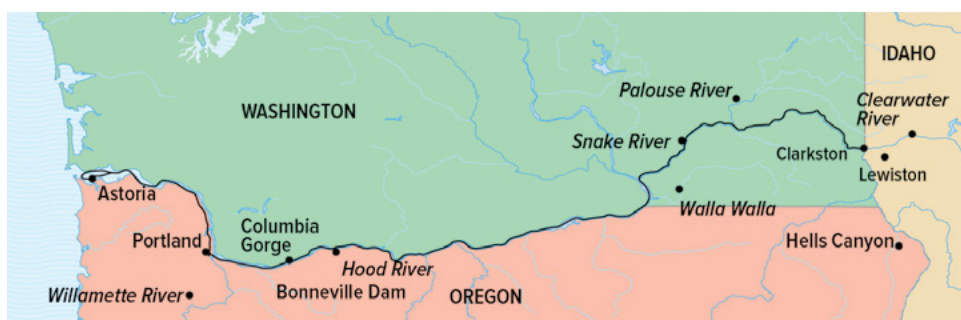 IDAHO
Palouse River
Clearwater
River
WASHINGTON
Snake River
Clarkston
Lewiston
Astoria
Walla Walla
Columbia
Gorge
Portland
Hells Canyon
Hood River
Bonneville Dam
Willamette River
OREGON